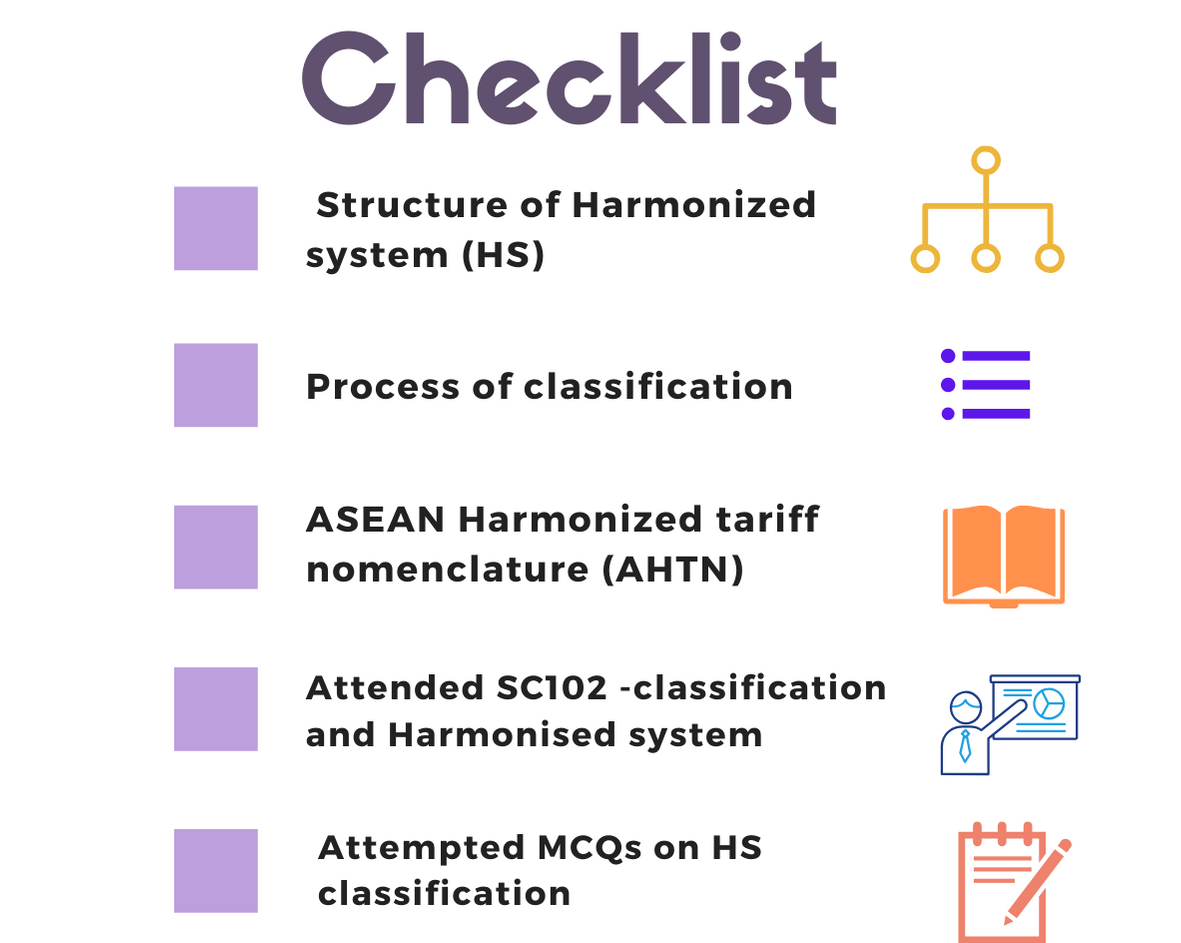 Checklist
Structure of Harmonized
system (HS)
Process of classification
ASEAN Harmonized tariff
nomenclature (AHTN)
Attended SC102 -classification
and Harmonised system
Attempted MCQs on HS
classification